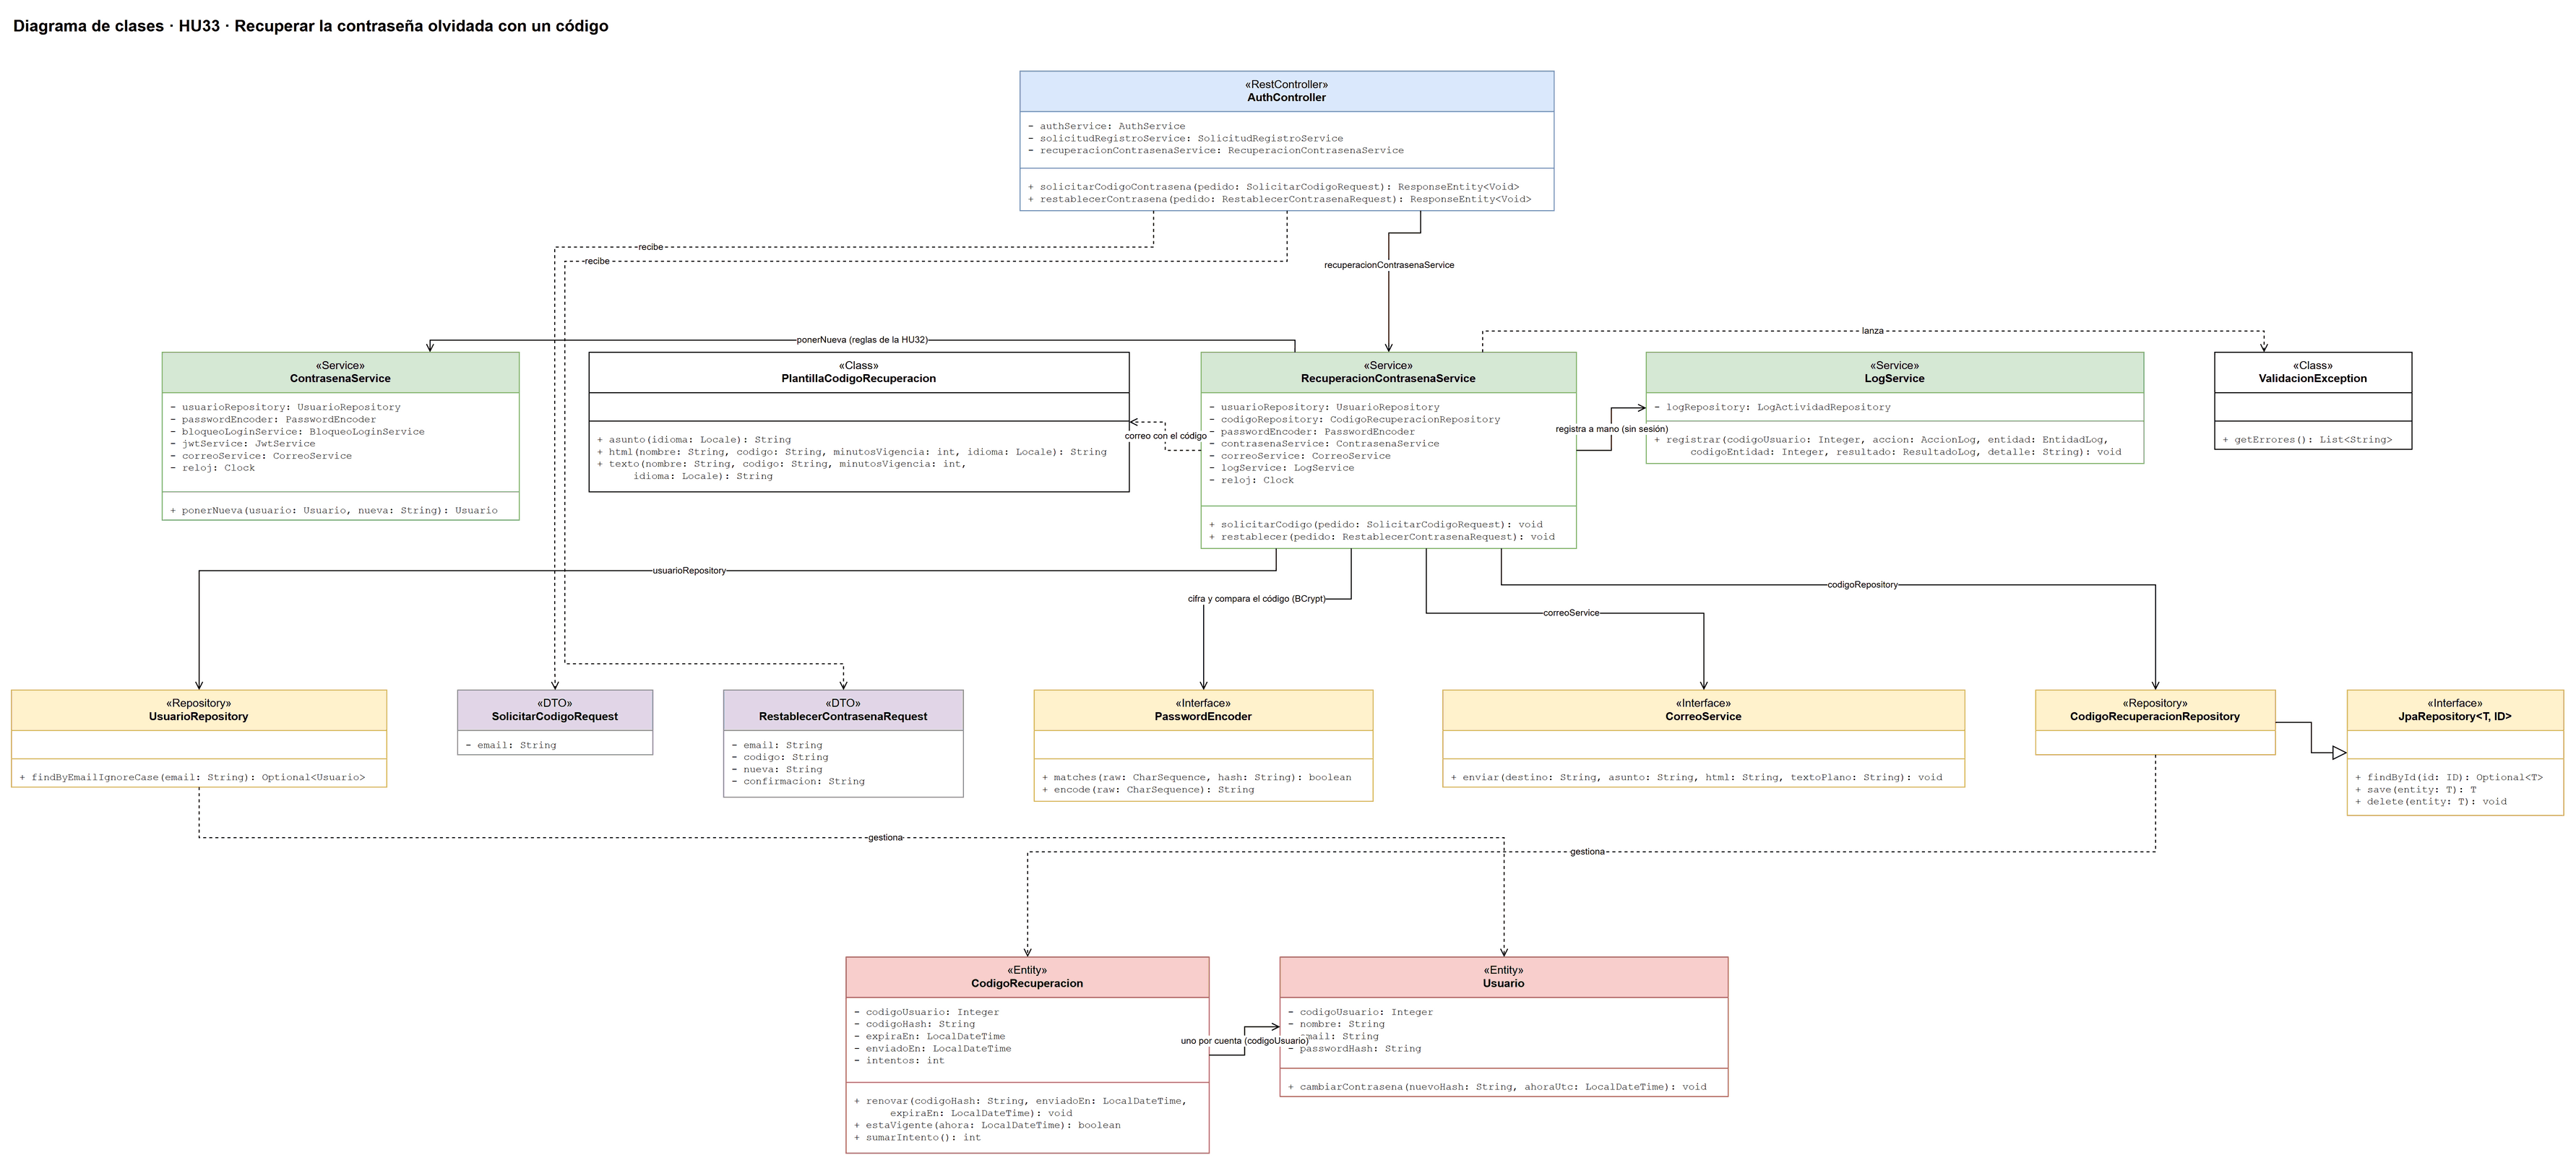 Diagrama de clases · HU33 · Recuperar la contraseña olvidada con un código
«RestController»
AuthController
- authService: AuthService
- solicitudRegistroService: SolicitudRegistroService
- recuperacionContrasenaService: RecuperacionContrasenaService
+ solicitarCodigoContrasena(pedido: SolicitarCodigoRequest): ResponseEntity<Void>
+ restablecerContrasena(pedido: RestablecerContrasenaRequest): ResponseEntity<Void>
recibe
recibe
recuperacionContrasenaService
ponerNueva (reglas de la HU32)
lanza
«Service»
ContrasenaService
- usuarioRepository: UsuarioRepository
- passwordEncoder: PasswordEncoder
- bloqueoLoginService: BloqueoLoginService
- jwtService: JwtService
- correoService: CorreoService
- reloj: Clock
+ ponerNueva(usuario: Usuario, nueva: String): Usuario
«Class»
PlantillaCodigoRecuperacion
+ asunto(idioma: Locale): String
+ html(nombre: String, codigo: String, minutosVigencia: int, idioma: Locale): String
+ texto(nombre: String, codigo: String, minutosVigencia: int,
idioma: Locale): String
correo con el código
«Service»
RecuperacionContrasenaService
- usuarioRepository: UsuarioRepository
- codigoRepository: CodigoRecuperacionRepository
- passwordEncoder: PasswordEncoder
- contrasenaService: ContrasenaService
- correoService: CorreoService
- logService: LogService
- reloj: Clock
+ solicitarCodigo(pedido: SolicitarCodigoRequest): void
+ restablecer(pedido: RestablecerContrasenaRequest): void
registra a mano (sin sesión)
«Service»
LogService
- logRepository: LogActividadRepository
+ registrar(codigoUsuario: Integer, accion: AccionLog, entidad: EntidadLog,
codigoEntidad: Integer, resultado: ResultadoLog, detalle: String): void
«Class»
ValidacionException
+ getErrores(): List<String>
usuarioRepository
cifra y compara el código (BCrypt)
correoService
codigoRepository
«Repository»
UsuarioRepository
+ findByEmailIgnoreCase(email: String): Optional<Usuario>
«DTO»
SolicitarCodigoRequest
- email: String
«DTO»
RestablecerContrasenaRequest
- email: String
- codigo: String
- nueva: String
- confirmacion: String
«Interface»
PasswordEncoder
+ matches(raw: CharSequence, hash: String): boolean
+ encode(raw: CharSequence): String
«Interface»
CorreoService
+ enviar(destino: String, asunto: String, html: String, textoPlano: String): void
«Repository»
CodigoRecuperacionRepository
«Interface»
JpaRepository<T, ID>
+ findById(id: ID): Optional<T>
+ save(entity: T): T
+ delete(entity: T): void
gestiona
gestiona
«Entity»
CodigoRecuperacion
- codigoUsuario: Integer
- codigoHash: String
- expiraEn: LocalDateTime
- enviadoEn: LocalDateTime
- intentos: int
+ renovar(codigoHash: String, enviadoEn: LocalDateTime,
expiraEn: LocalDateTime): void
+ estaVigente(ahora: LocalDateTime): boolean
+ sumarIntento(): int
uno por cuenta (codigoUsuario)
«Entity»
Usuario
- codigoUsuario: Integer
- nombre: String
email: String
- passwordHash: String
+ cambiarContrasena(nuevoHash: String, ahoraUtc: LocalDateTime): void